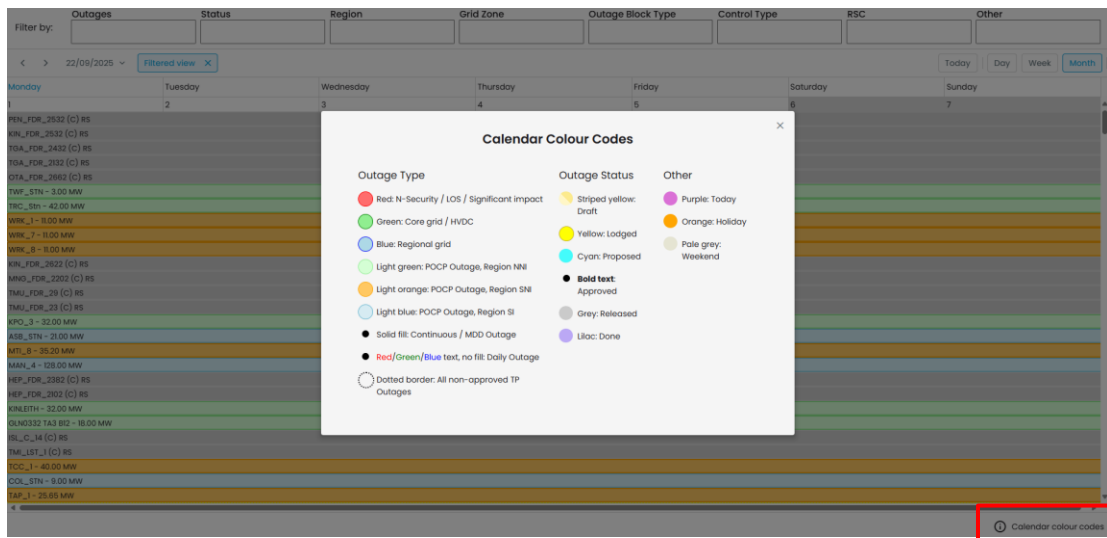 Outages Status Region Grid Zone Outage Block Type Control Type RSC Other
Filter by:
22/09/2025 Filtered view X Today Day Week Month
Monday Tuesday Wednesday Thursday Friday Saturday Sunday
1 2 3 4 5 6 7
PEN_FDR_2532 (C) RS
KIN_FDR_2532 (C) RS
TGA_FDR_2432 (C) RS
TGA_FDR_2132 (C) RS
OTA_FDR_2662 (C) RS
TWF_STN - 3.00 MW
TRC_Stn - 42.00 MW
WRK_1 - 11.00 MW
WRK_7 - 11.00 MW
WRK_8 - 11.00 MW
KIN_FDR_2622 (C) RS
MNG_FDR_2202 (C) RS
TMU_FDR_29 (C) RS
TMU_FDR_23 (C) RS
KPO_3 - 32.00 MW
ASB_STN - 21.00 MW
MTI_8 - 35.20 MW
MAN_4 - 128.00 MW
HEP_FDR_2382 (C) RS
HEP_FDR_2102 (C) RS
KINLEITH - 32.00 MW
GLN0332 TA3 B12 - 18.00 MW
ISL_C_14 (C) RS
TMI_LST_1 (C) RS
TCC_1 - 40.00 MW
COL_STN - 9.00 MW
TAP_1 - 25.65 MW
Calendar Colour Codes
Outage Type
Red: N-Security / LOS / Significant impact
Green: Core grid / HVDC
Blue: Regional grid
Light green: POCP Outage, Region NNI
Light orange: POCP Outage, Region SNI
Light blue: POCP Outage, Region SI
Solid fill: Continuous / MDD Outage
Red/Green/Blue text, no fill: Daily Outage
Dotted border: All non-approved TP
Outages
Outage Status
Striped yellow:
Draft
Yellow: Lodged
Cyan: Proposed
Bold text:
Approved
Grey: Released
Lilac: Done
Other
Purple: Today
Orange: Holiday
Pale grey:
Weekend
Calendar colour codes